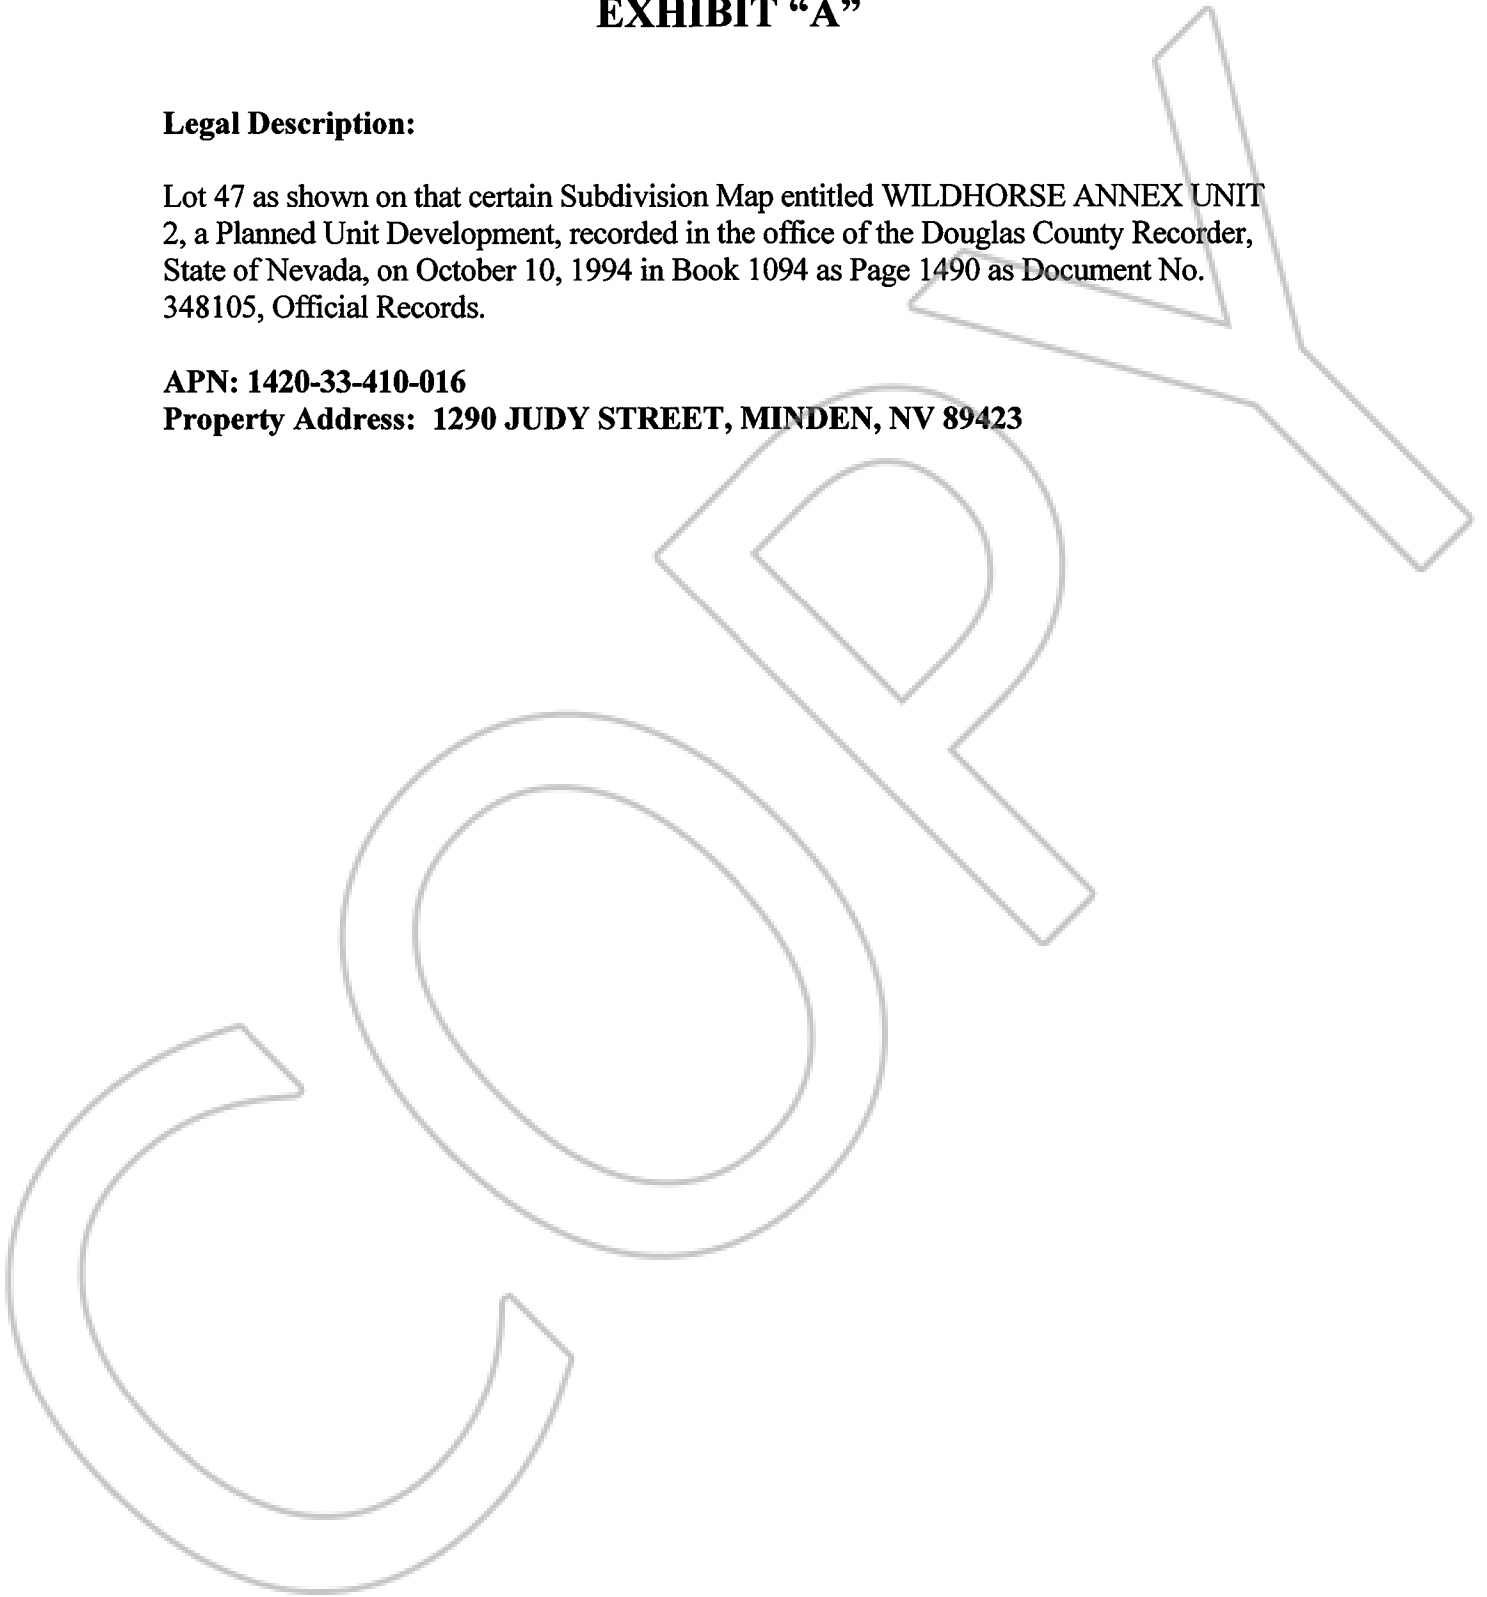 EXHIBIT “A”
Legal Description:
Lot 47 as shown on that certain Subdivision Map entitled WILDHORSE ANNEX UNIT
2, a Planned Unit Development, recorded in the office of the Douglas County Recorder,
State of Nevada, on October 10, 1994 in Book 1094 as Page 1490 as Document No.
348105, Official Records.
APN: 1420-33-410-016
Property Address: 1290 JUDY STREET, MINDEN, NV 89423
COPY